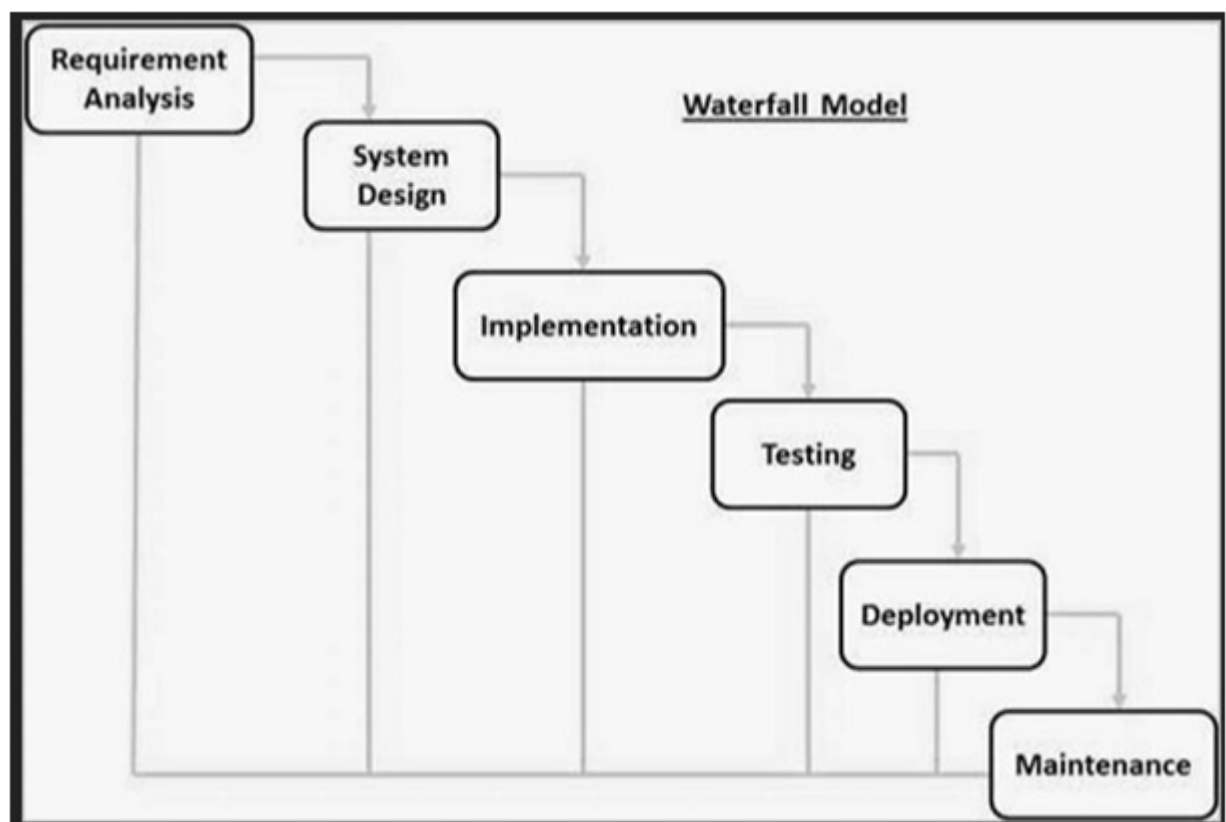 Requirement
Analysis
Waterfall Model
System
Design
Implementation
Testing
Deployment
Maintenance